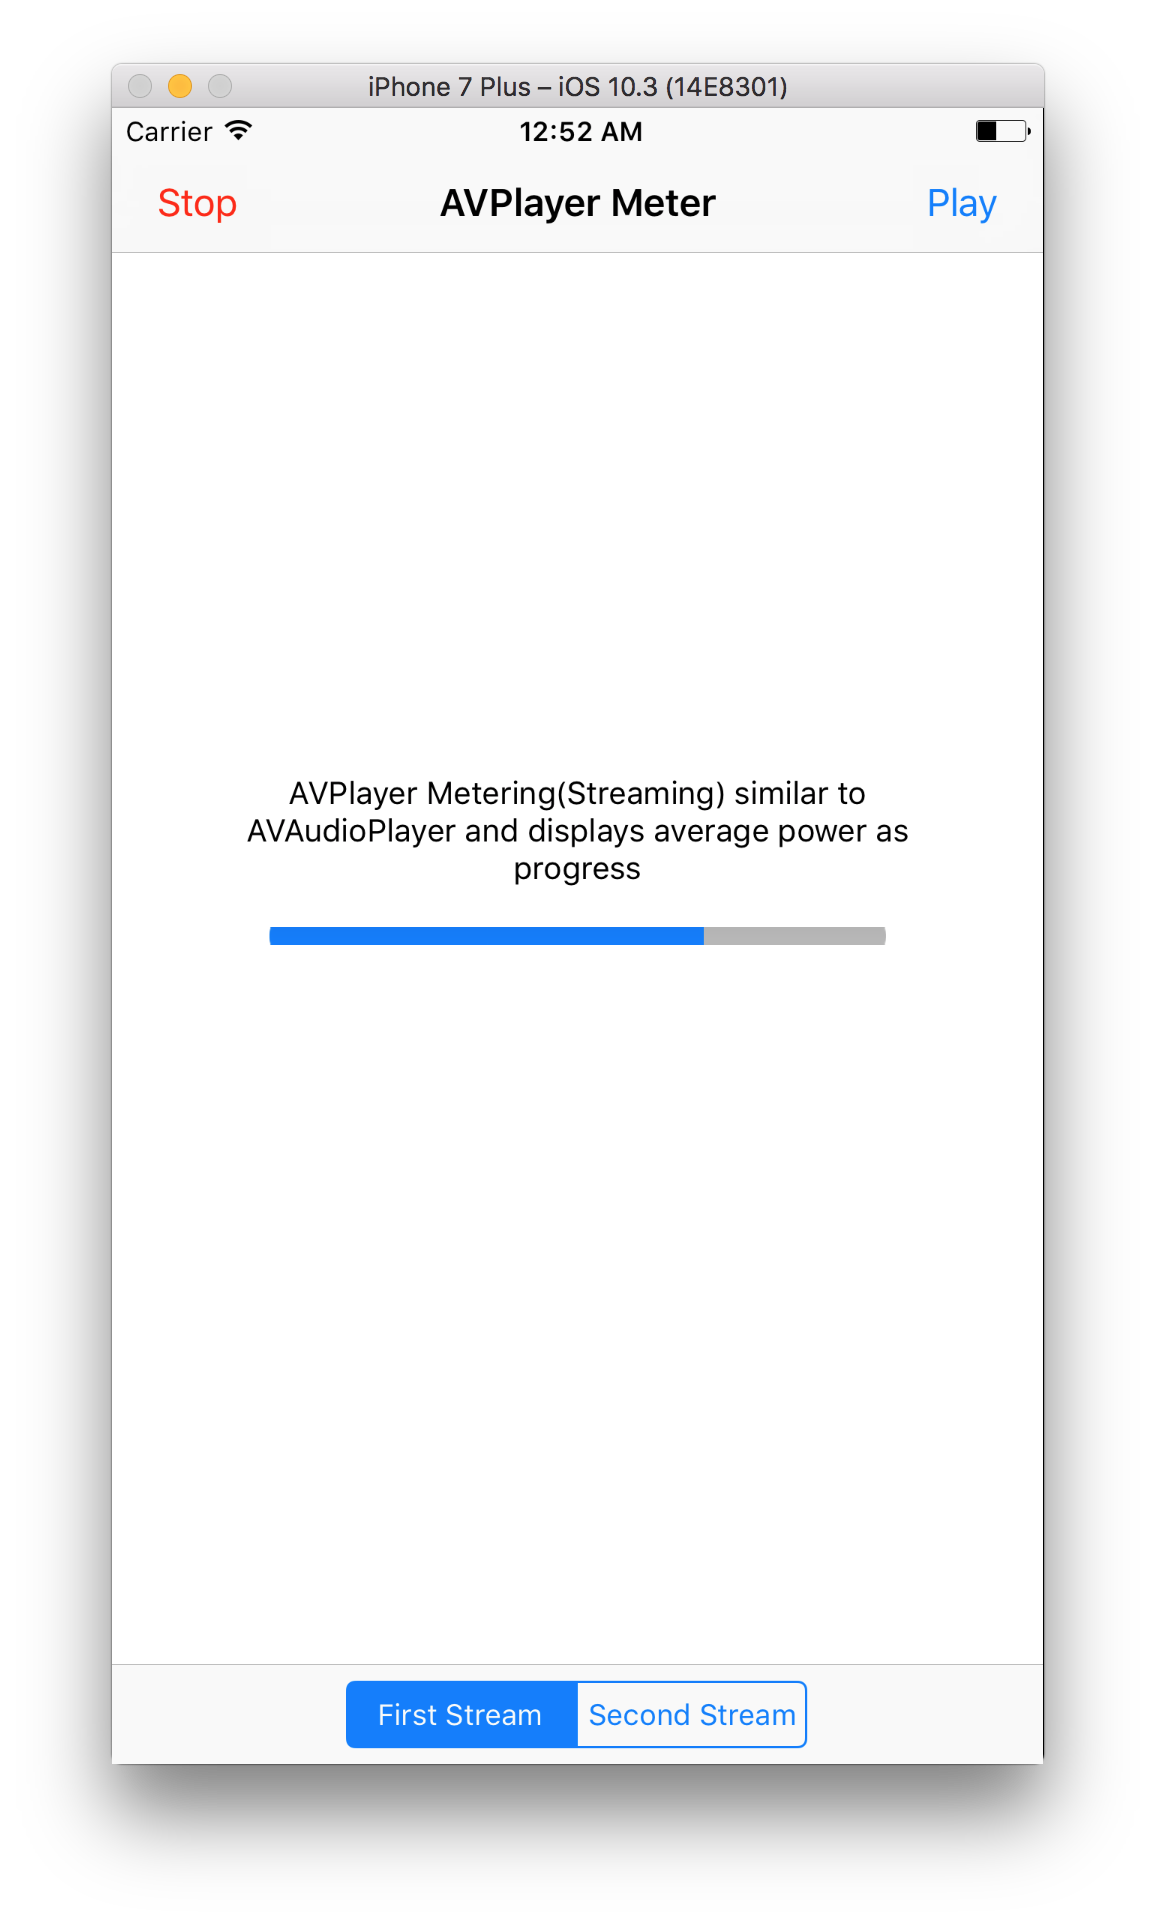 iPhone 7 Plus – iOS 10.3 (14E8301)
Carrier 12:52 AM
Stop AVPlayer Meter Play
AVPlayer Metering(Streaming) similar to
AVAudioPlayer and displays average power as
progress
First Stream Second Stream